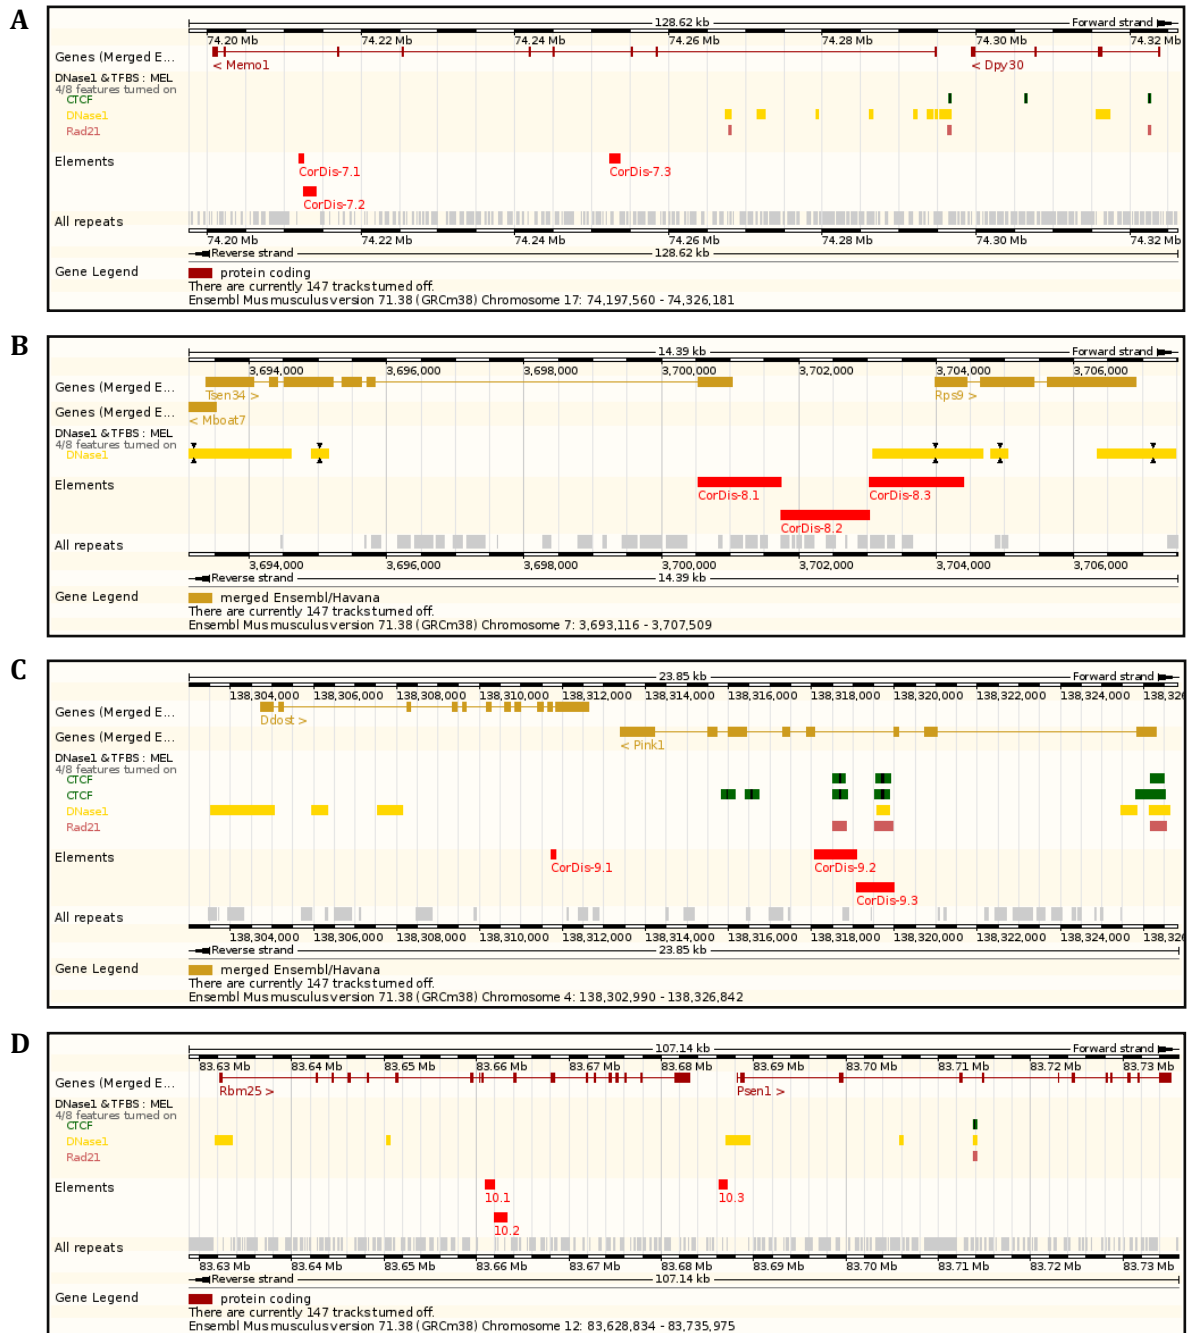 A
128.62 kb Forward strand
74.20 Mb 74.22 Mb 74.24 Mb 74.26 Mb 74.28 Mb 74.30 Mb 74.32 Mb
Genes (Merged E...
< Memo1 < Dpy30
DNase1 & TFBS : MEL
4/8 features turned on
CTCF
DNase1
Rad21
Elements
CorDis-7.1 CorDis-7.3
CorDis-7.2
All repeats
74.20 Mb 74.22 Mb 74.24 Mb 74.26 Mb 74.28 Mb 74.30 Mb 74.32 Mb
Reverse strand 128.62 kb
Gene Legend protein coding
There are currently 147 tracks turned off.
Ensembl Mus musculus version 71.38 (GRCm38) Chromosome 17: 74,197,560 - 74,326,181
B
14.39 kb Forward strand
3,694,000 3,696,000 3,698,000 3,700,000 3,702,000 3,704,000 3,706,000
Genes (Merged E...
Tsen34 > Rps9 >
Genes (Merged E...
< Mboat7
DNase1 & TFBS : MEL
4/8 features turned on
DNase1
Elements
CorDis-8.1 CorDis-8.3
CorDis-8.2
All repeats
3,694,000 3,696,000 3,698,000 3,700,000 3,702,000 3,704,000 3,706,000
Reverse strand 14.39 kb
Gene Legend merged Ensembl/Havana
There are currently 147 tracks turned off.
Ensembl Mus musculus version 71.38 (GRCm38) Chromosome 7: 3,693,116 - 3,707,509
C
23.85 kb Forward strand
138,304,000 138,306,000 138,308,000 138,310,000 138,312,000 138,314,000 138,316,000 138,318,000 138,320,000 138,322,000 138,324,000 138,326
Genes (Merged E...
Ddost >
Genes (Merged E...
< Pink1
DNase1 & TFBS : MEL
4/8 features turned on
CTCF
CTCF
DNase1
Rad21
Elements
CorDis-9.1 CorDis-9.2
CorDis-9.3
All repeats
138,304,000 138,306,000 138,308,000 138,310,000 138,312,000 138,314,000 138,316,000 138,318,000 138,320,000 138,322,000 138,324,000 138,326
Reverse strand 23.85 kb
Gene Legend merged Ensembl/Havana
There are currently 147 tracks turned off.
Ensembl Mus musculus version 71.38 (GRCm38) Chromosome 4: 138,302,990 - 138,326,842
D
107.14 kb Forward strand
83.63 Mb 83.64 Mb 83.65 Mb 83.66 Mb 83.67 Mb 83.68 Mb 83.69 Mb 83.70 Mb 83.71 Mb 83.72 Mb 83.73 Mb
Genes (Merged E...
Rbm25 > Psen1 >
DNase1 & TFBS : MEL
4/8 features turned on
CTCF
DNase1
Rad21
Elements
10.1 10.3
10.2
All repeats
83.63 Mb 83.64 Mb 83.65 Mb 83.66 Mb 83.67 Mb 83.68 Mb 83.69 Mb 83.70 Mb 83.71 Mb 83.72 Mb 83.73 Mb
Reverse strand 107.14 kb
Gene Legend protein coding
There are currently 147 tracks turned off.
Ensembl Mus musculus version 71.38 (GRCm38) Chromosome 12: 83,628,834 - 83,735,975